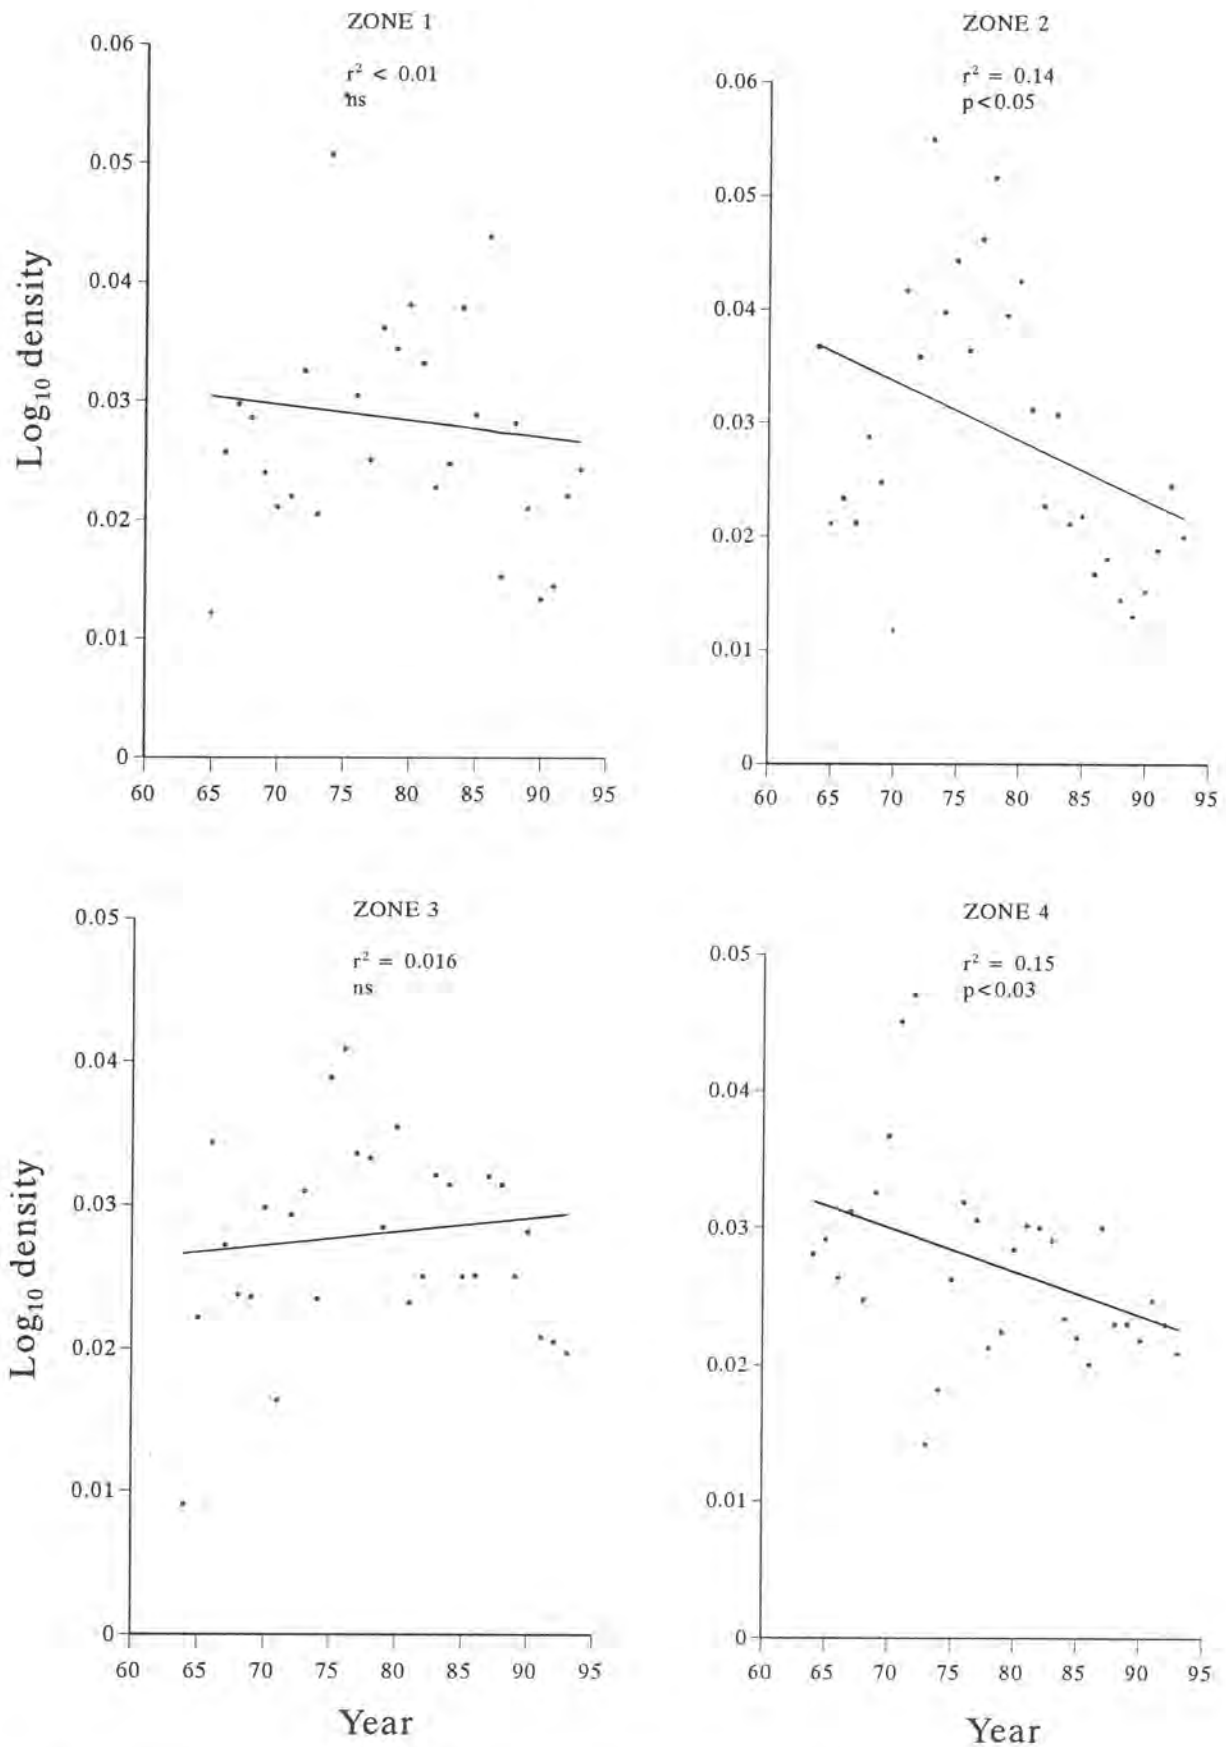 ZONE 1
r² < 0.01
ns
0.06
0.05
0.04
0.03
0.02
0.01
0
60 65 70 75 80 85 90 95
Log₁₀ density
ZONE 2
r² = 0.14
p<0.05
0.06
0.05
0.04
0.03
0.02
0.01
0
60 65 70 75 80 85 90 95
ZONE 3
r² = 0.016
ns
0.05
0.04
0.03
0.02
0.01
0
60 65 70 75 80 85 90 95
Log₁₀ density
Year
ZONE 4
r² = 0.15
p<0.03
0.05
0.04
0.03
0.02
0.01
0
60 65 70 75 80 85 90 95
Year